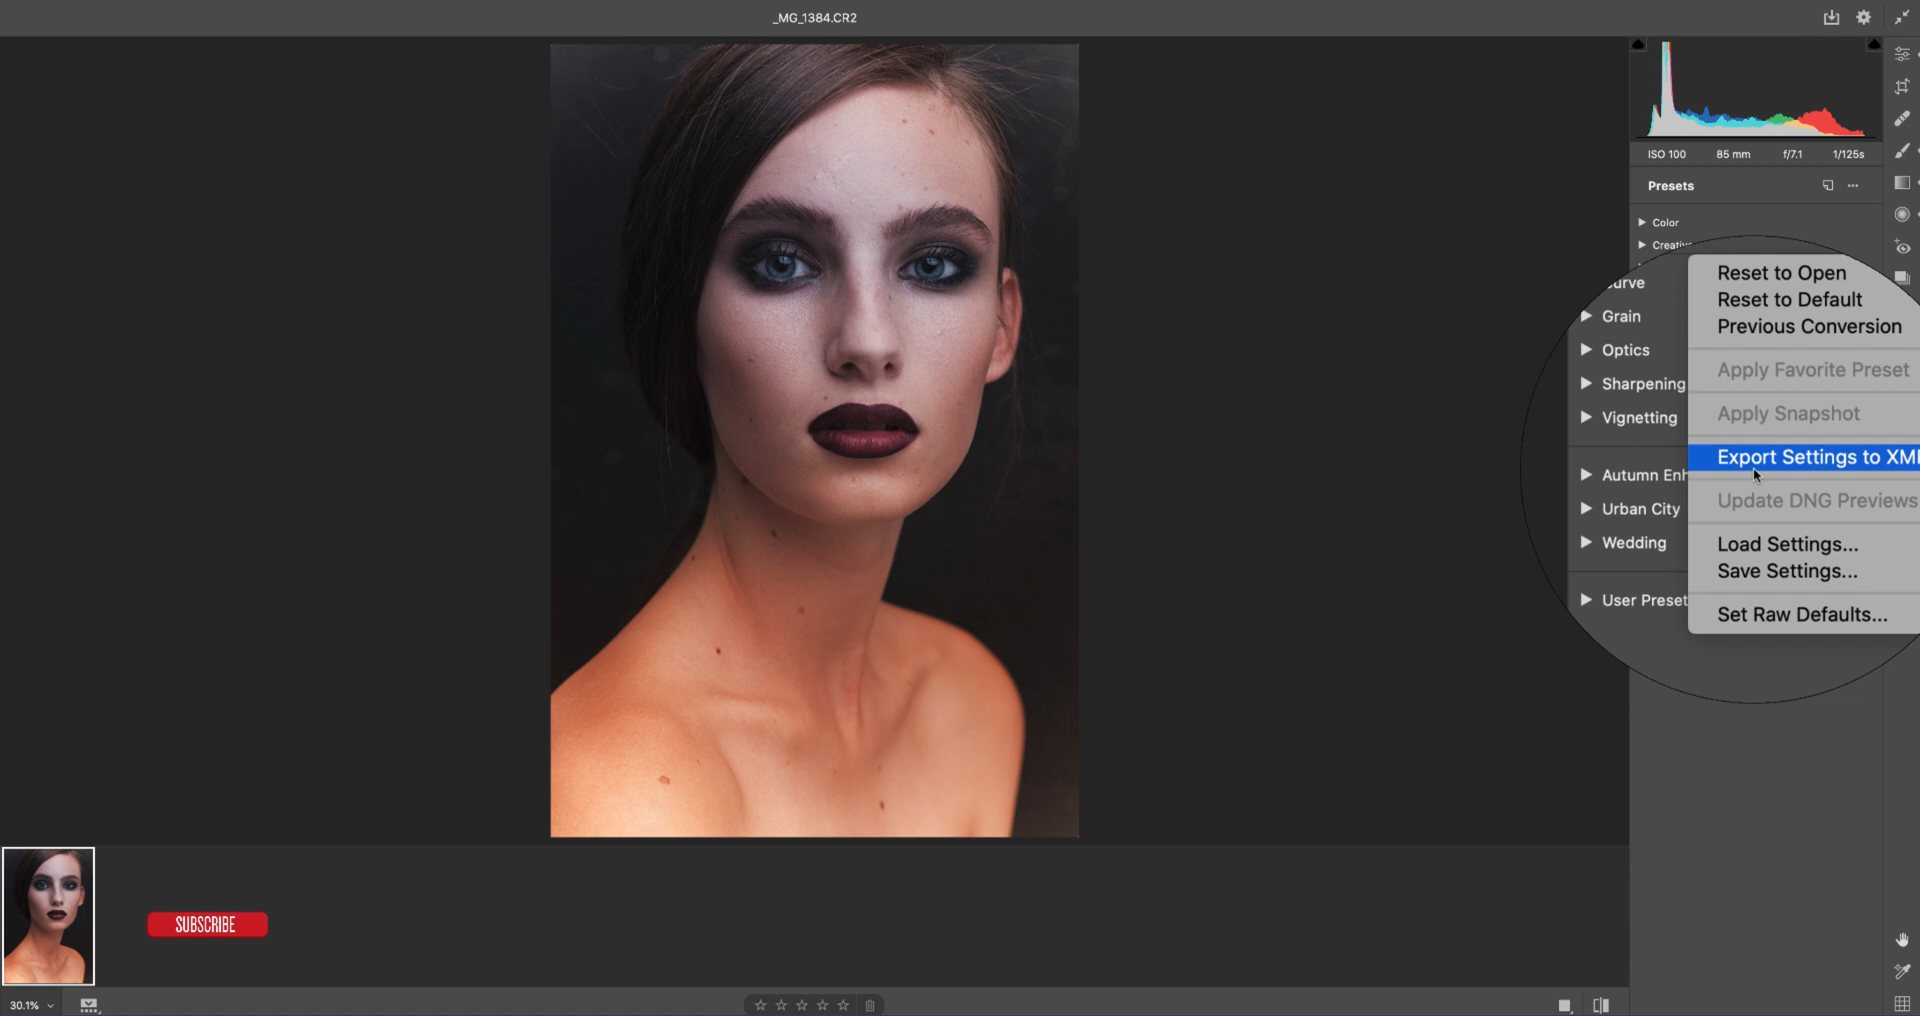 _MG_1384.CR2
ISO 100 85 mm f/7.1 1/125s
Presets
Color
Creative
urve
Grain
Optics
Sharpening
Vignetting
Autumn Enh
Urban City
Wedding
User Preset
Reset to Open
Reset to Default
Previous Conversion
Apply Favorite Preset
Apply Snapshot
Export Settings to XM
Update DNG Previews
Load Settings...
Save Settings...
Set Raw Defaults...
SUBSCRIBE
30.1%